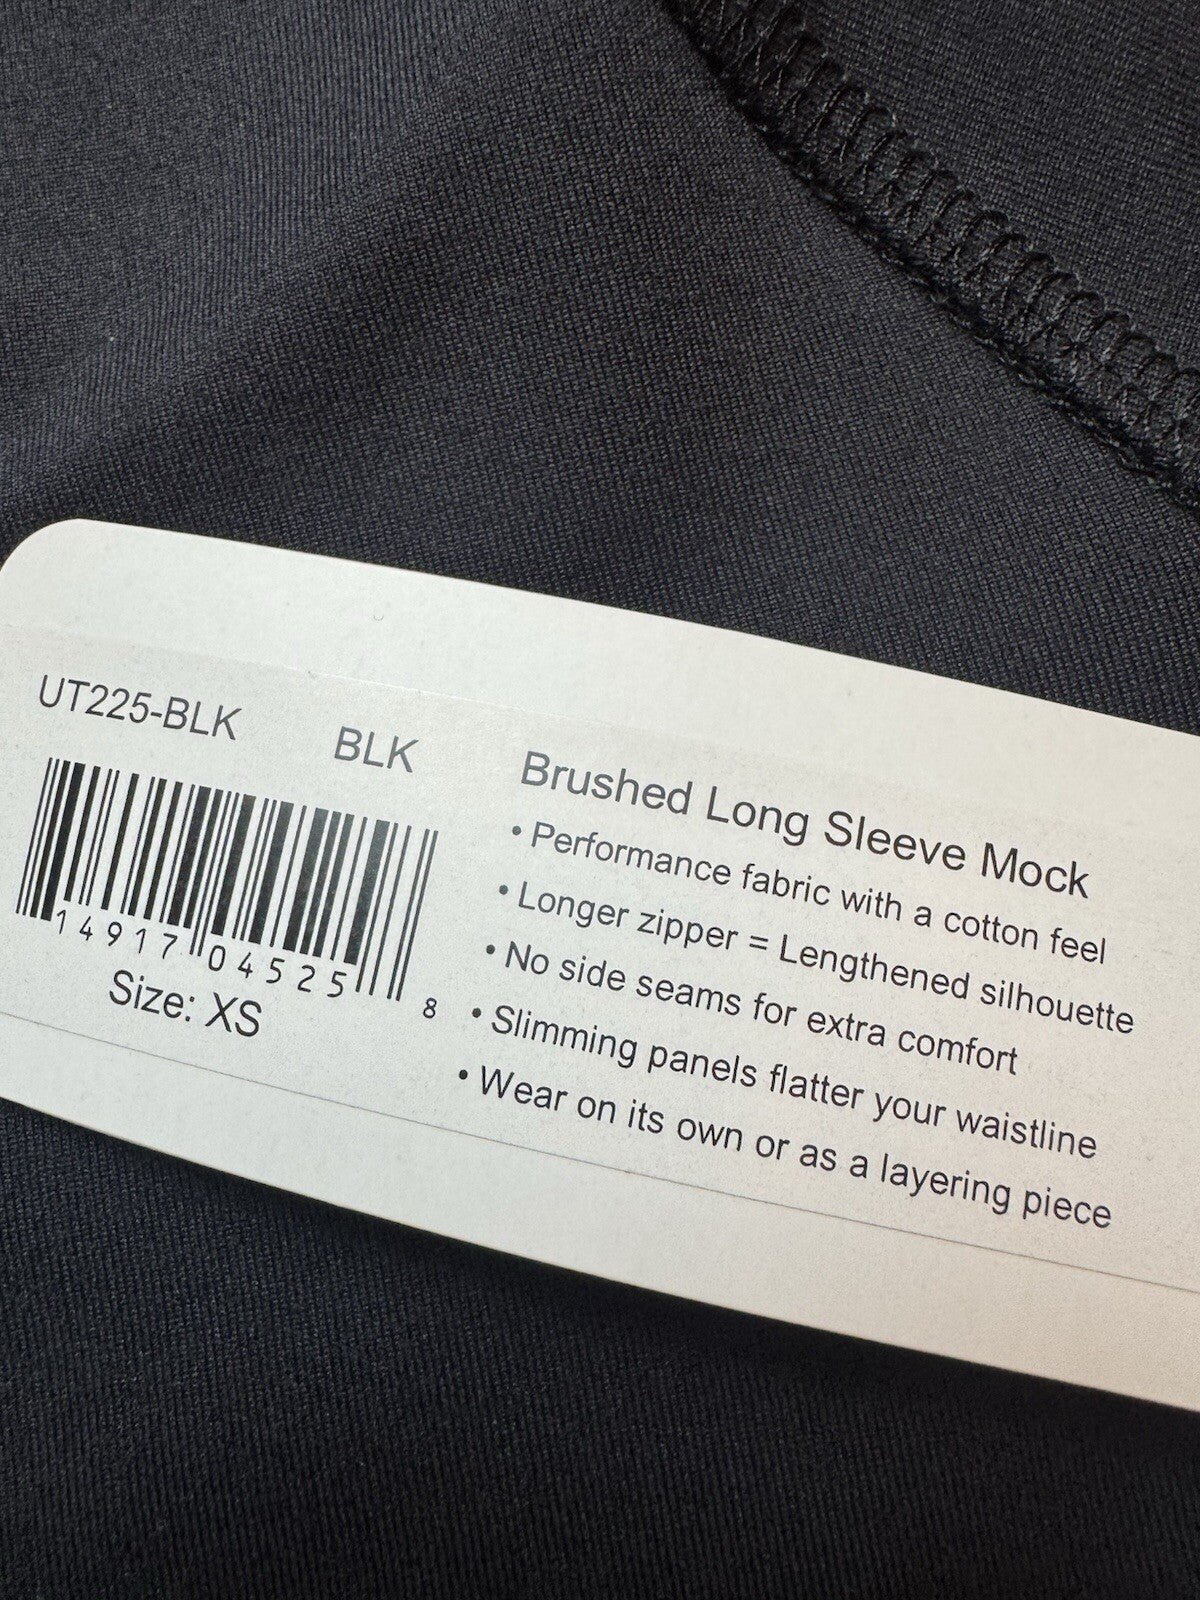 UT225-BLK BLK
14917 04525 8
Size: XS
Brushed Long Sleeve Mock
• Performance fabric with a cotton feel
• Longer zipper = Lengthened silhouette
• No side seams for extra comfort
• Slimming panels flatter your waistline
• Wear on its own or as a layering piece